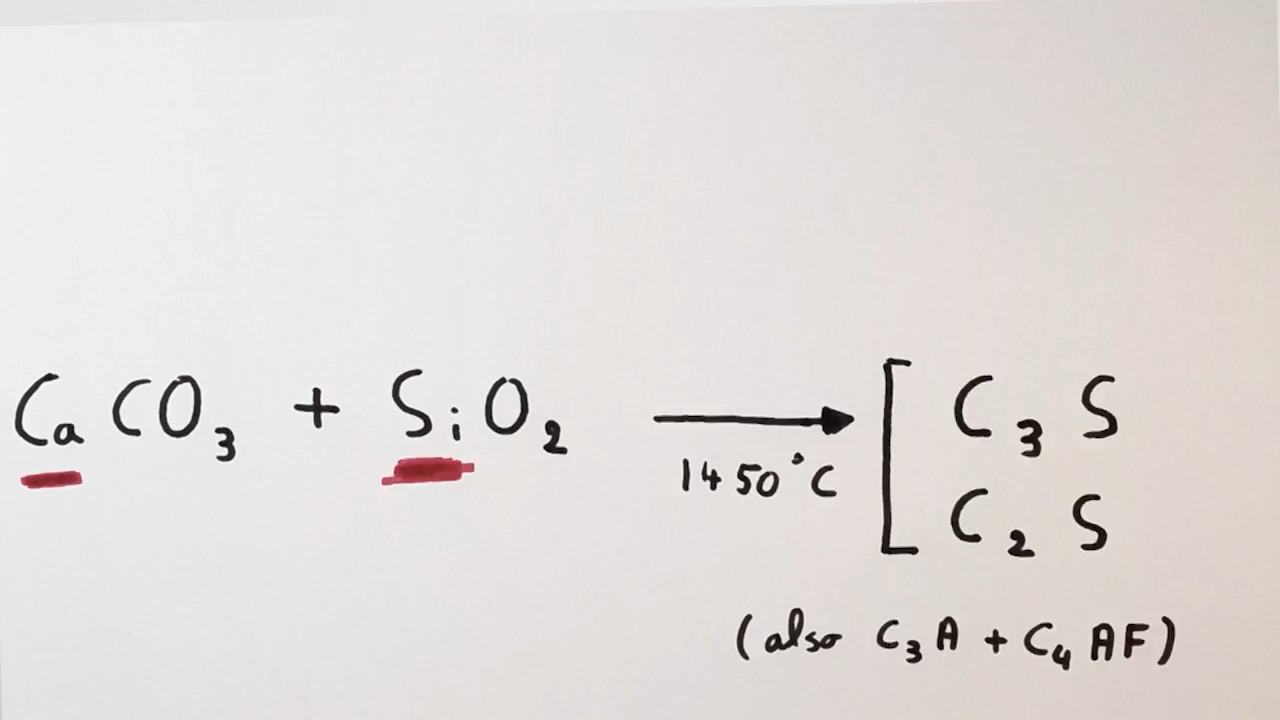 CaCO₃ + SiO₂ → [ C₃S
1450°C
C₂S
(also C₃A + C₄AF)